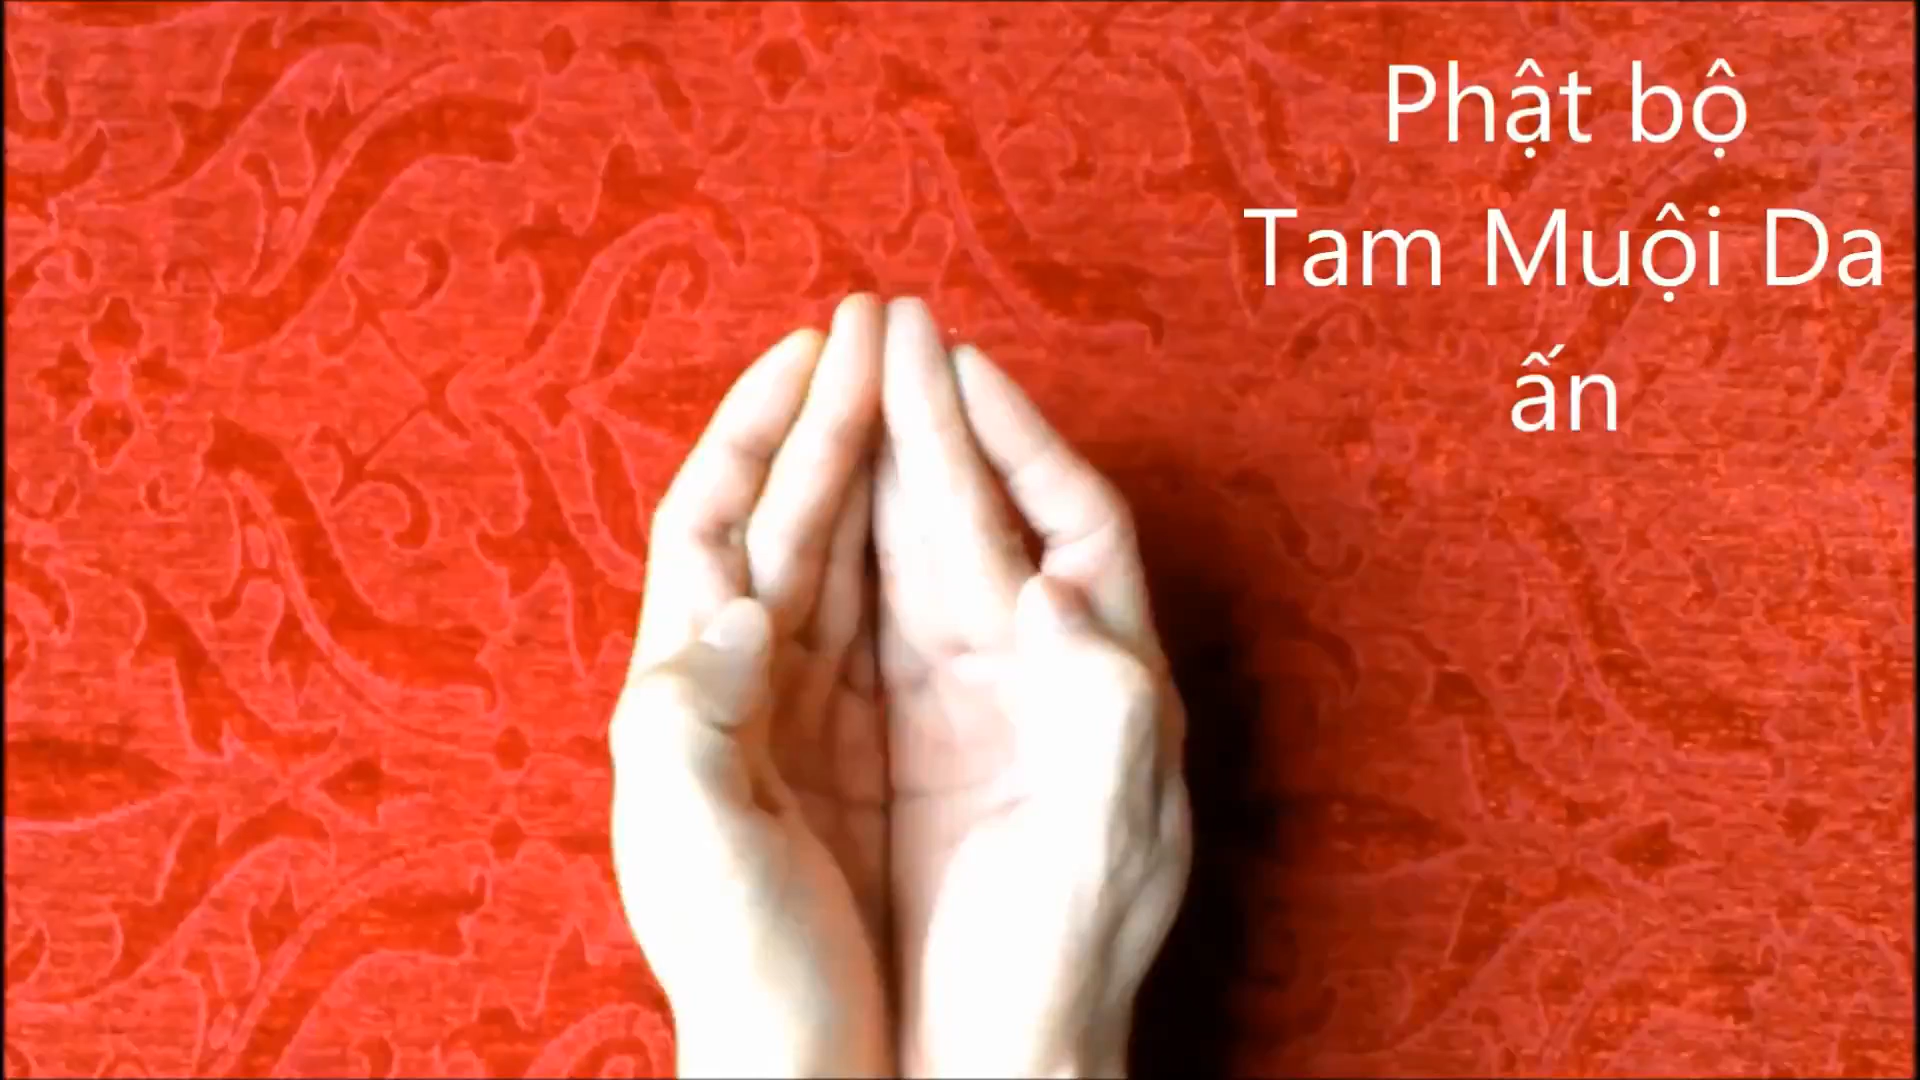 Phật bộ
Tam Muội Da
ấn